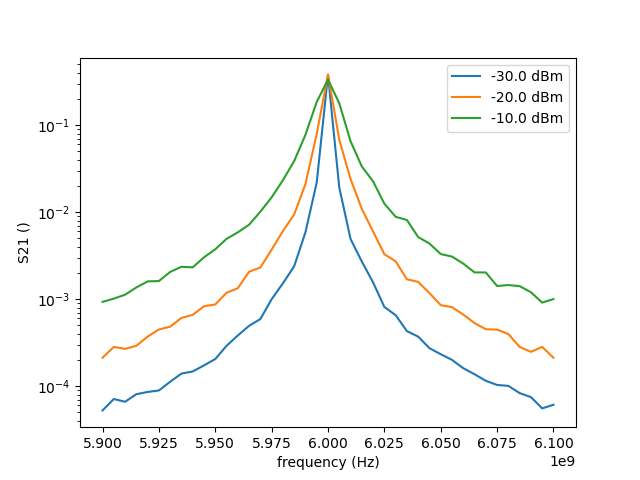 -30.0 dBm
-20.0 dBm
-10.0 dBm
10⁻¹
10⁻²
10⁻³
10⁻⁴
S21 ()
5.900 5.925 5.950 5.975 6.000 6.025 6.050 6.075 6.100
frequency (Hz)
1e9